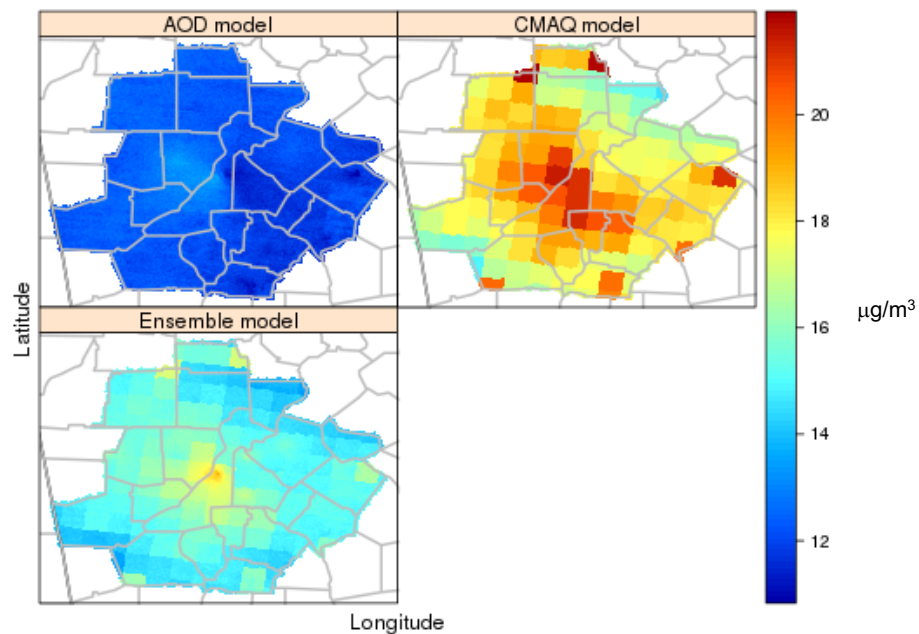 AOD model
CMAQ model
Ensemble model
Latitude
Longitude
20
18
16
14
12
μg/m³